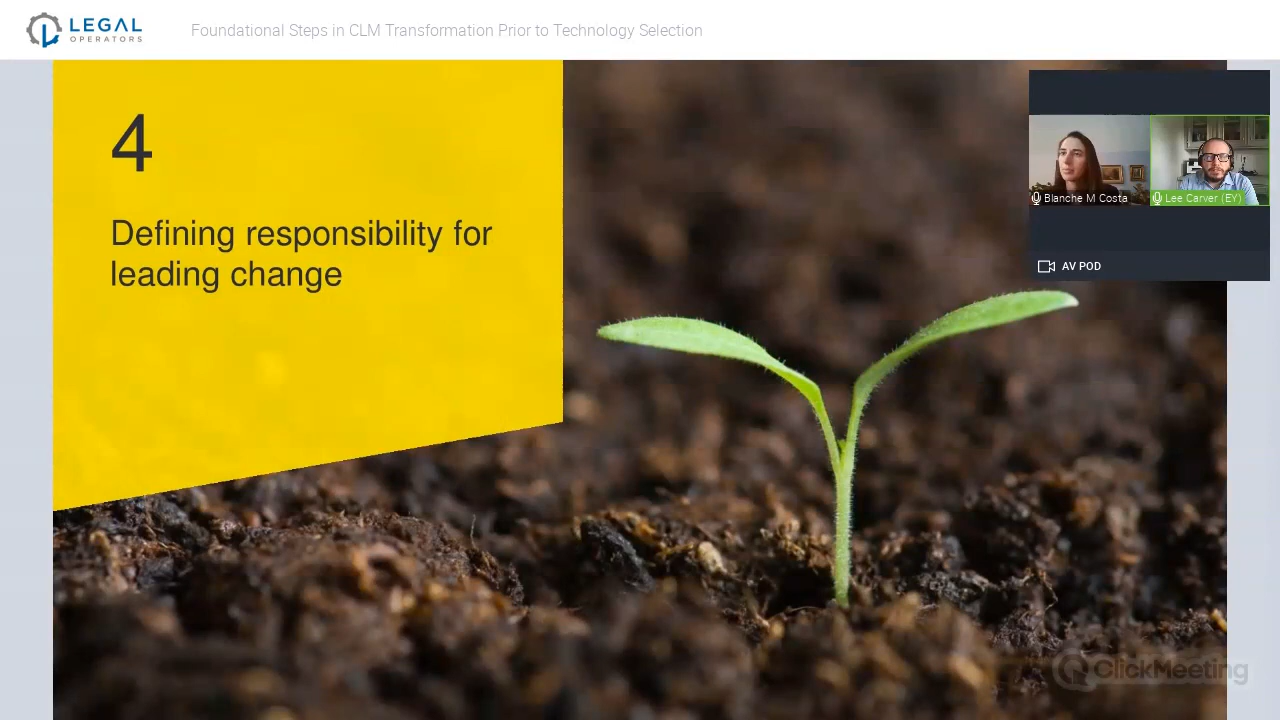 LEGAL
OPERATORS
Foundational Steps in CLM Transformation Prior to Technology Selection
4
Defining responsibility for
leading change
Blanche M Costa
Lee Carver (EY)
AV POD
ClickMeeting